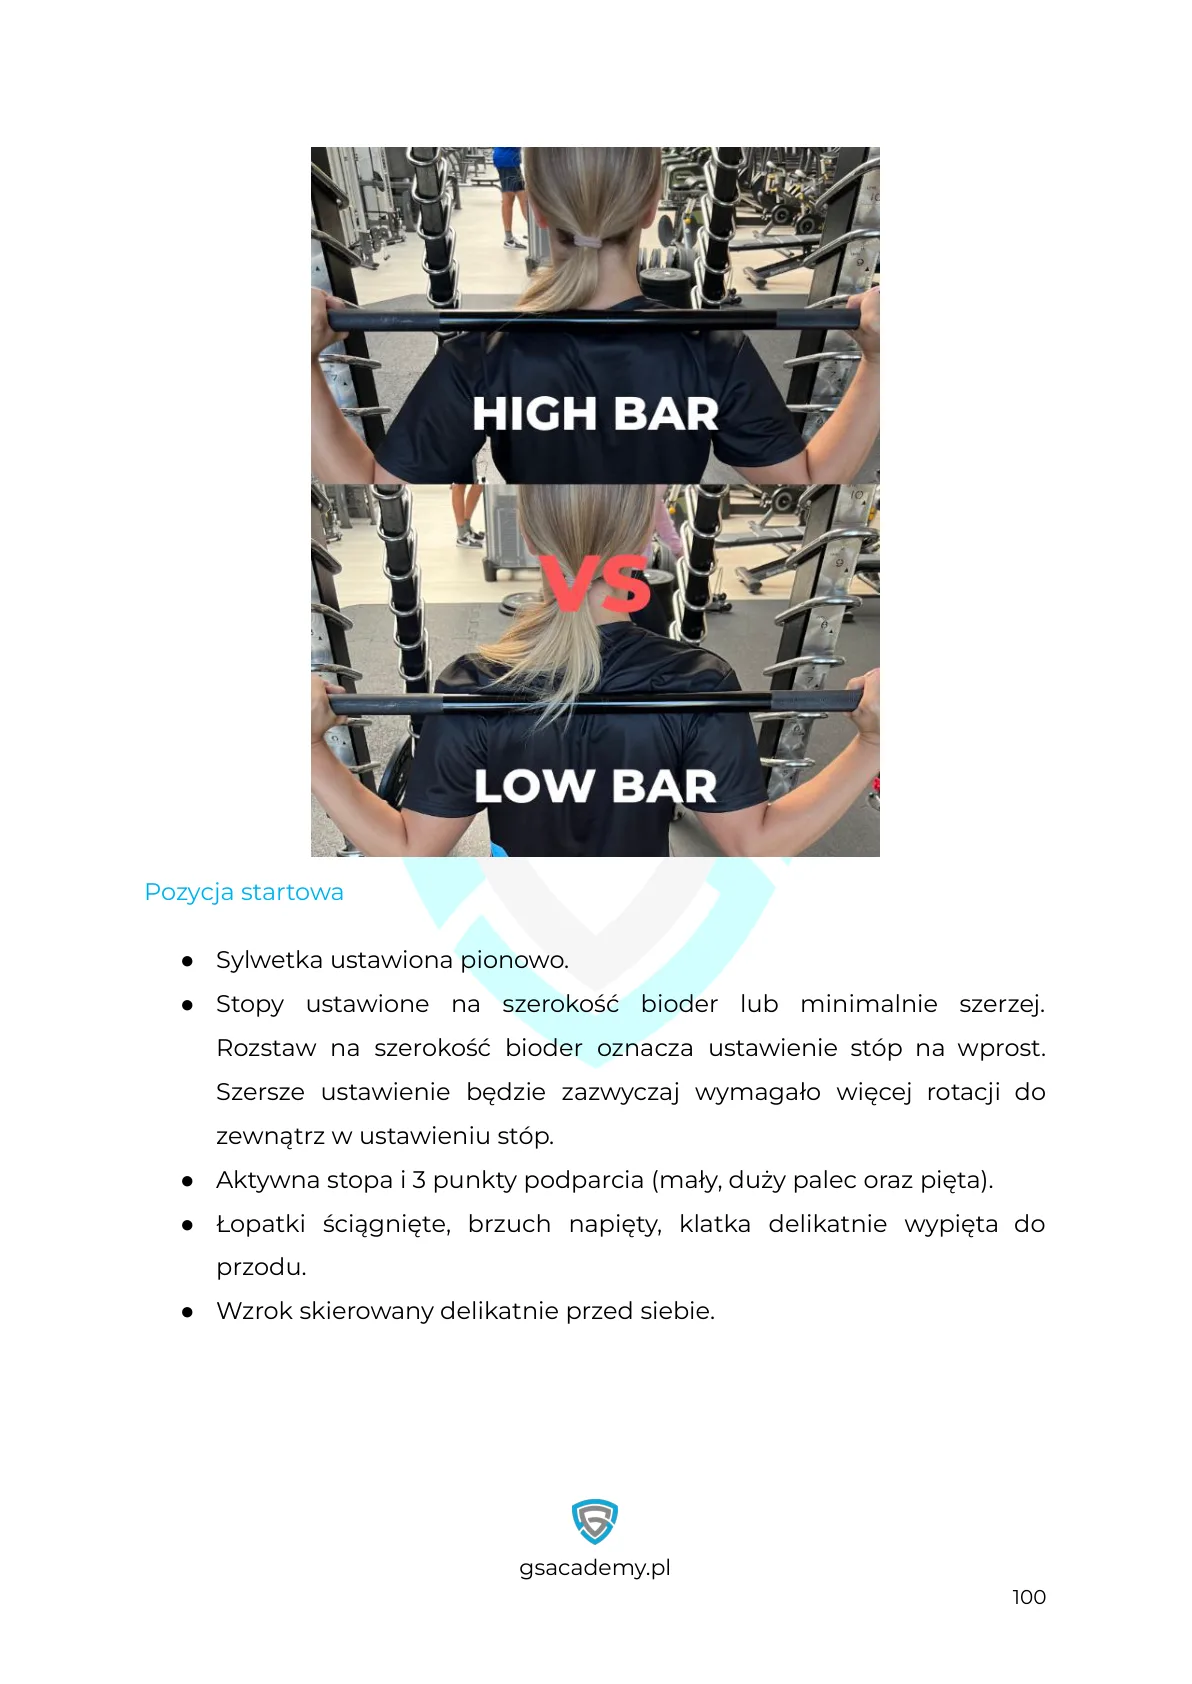 HIGH BAR
VS
LOW BAR
Pozycja startowa
● Sylwetka ustawiona pionowo.
● Stopy ustawione na szerokość bioder lub minimalnie szerzej.
Rozstaw na szerokość bioder oznacza ustawienie stóp na wprost.
Szersze ustawienie będzie zazwyczaj wymagało więcej rotacji do
zewnątrz w ustawieniu stóp.
● Aktywna stopa i 3 punkty podparcia (mały, duży palec oraz pięta).
● Łopatki ściągnięte, brzuch napięty, klatka delikatnie wypięta do
przodu.
● Wzrok skierowany delikatnie przed siebie.
gsacademy.pl
100